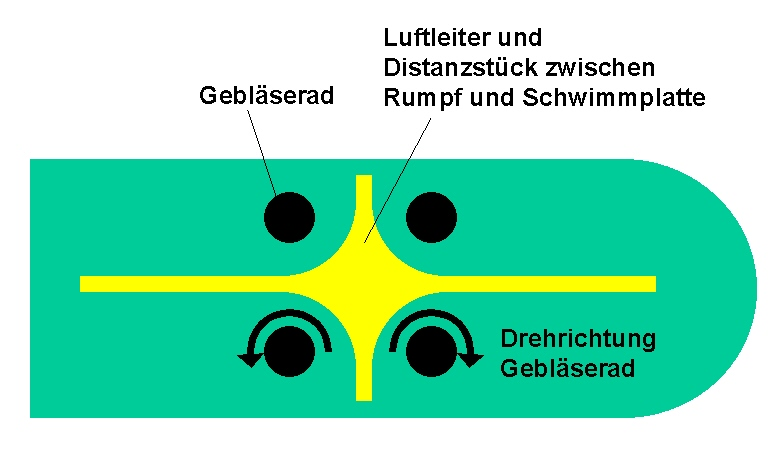 Luftleiter und
Distanzstück zwischen
Rumpf und Schwimmplatte
Gebläserad
Drehrichtung
Gebläserad